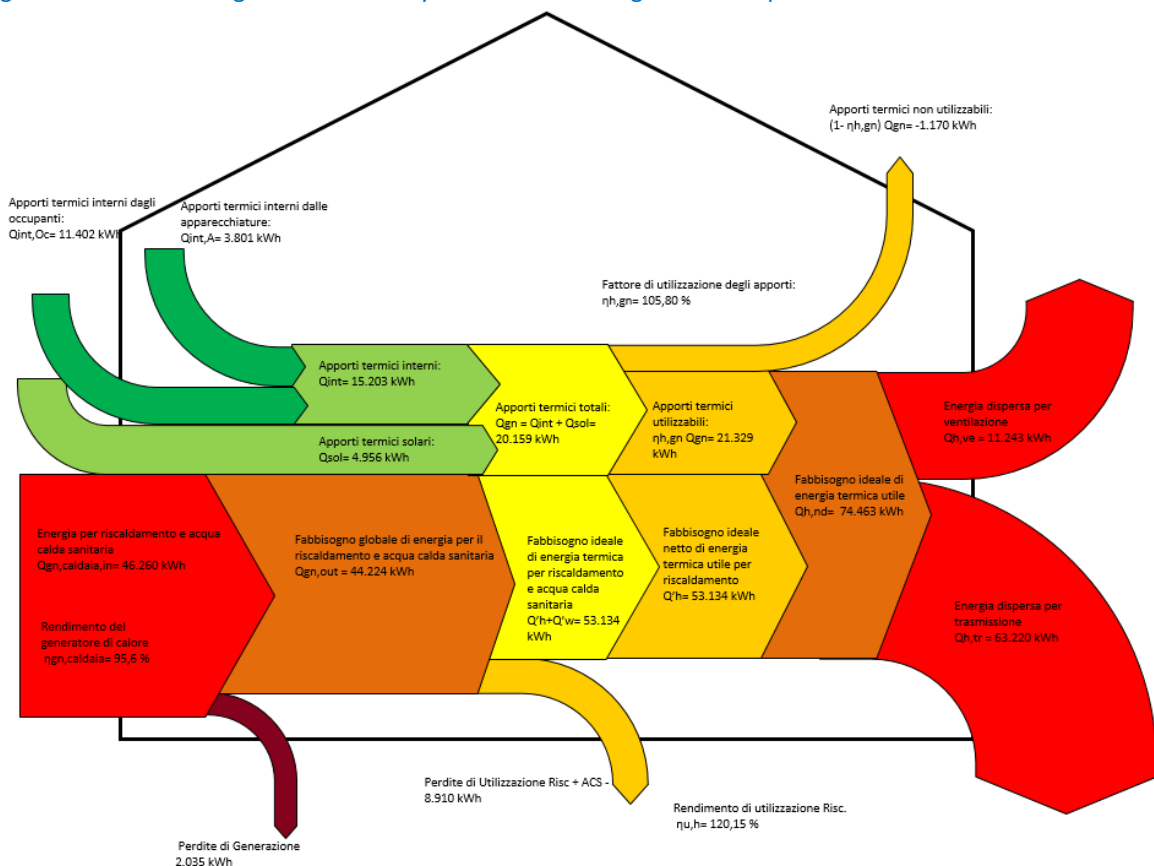 Apporti termici non utilizzabili:
(1- ηh,gn) Qgn= -1.170 kWh
Apporti termici interni dagli
occupanti:
Qint,Oc= 11.402 kWh
Apporti termici interni dalle
apparecchiature:
Qint,A= 3.801 kWh
Fattore di utilizzazione degli apporti:
ηh,gn= 105,80 %
Apporti termici interni:
Qint= 15.203 kWh
Apporti termici totali:
Qgn = Qint + Qsol=
20.159 kWh
Apporti termici
utilizzabili:
ηh,gn Qgn= 21.329
kWh
Energia dispersa per
ventilazione
Qh,ve = 11.243 kWh
Apporti termici solari:
Qsol= 4.956 kWh
Fabbisogno ideale di
energia termica utile
Qh,nd=  74.463 kWh
Energia per riscaldamento e acqua
calda sanitaria
Qgn,caldaia,in= 46.260 kWh
Rendimento del
generatore di calore
ηgn,caldaia= 95,6 %
Fabbisogno globale di energia per il
riscaldamento e acqua calda sanitaria
Qgn,out = 44.224 kWh
Fabbisogno ideale
di energia termica
per riscaldamento
e acqua calda
sanitaria
Q'h+Q'w= 53.134
kWh
Fabbisogno ideale
netto di energia
termica utile per
riscaldamento
Q'h= 53.134 kWh
Energia dispersa per
trasmissione
Qh,tr = 63.220 kWh
Perdite di Utilizzazione Risc + ACS -
8.910 kWh
Rendimento di utilizzazione Risc.
ηu,h= 120,15 %
Perdite di Generazione
2.035 kWh